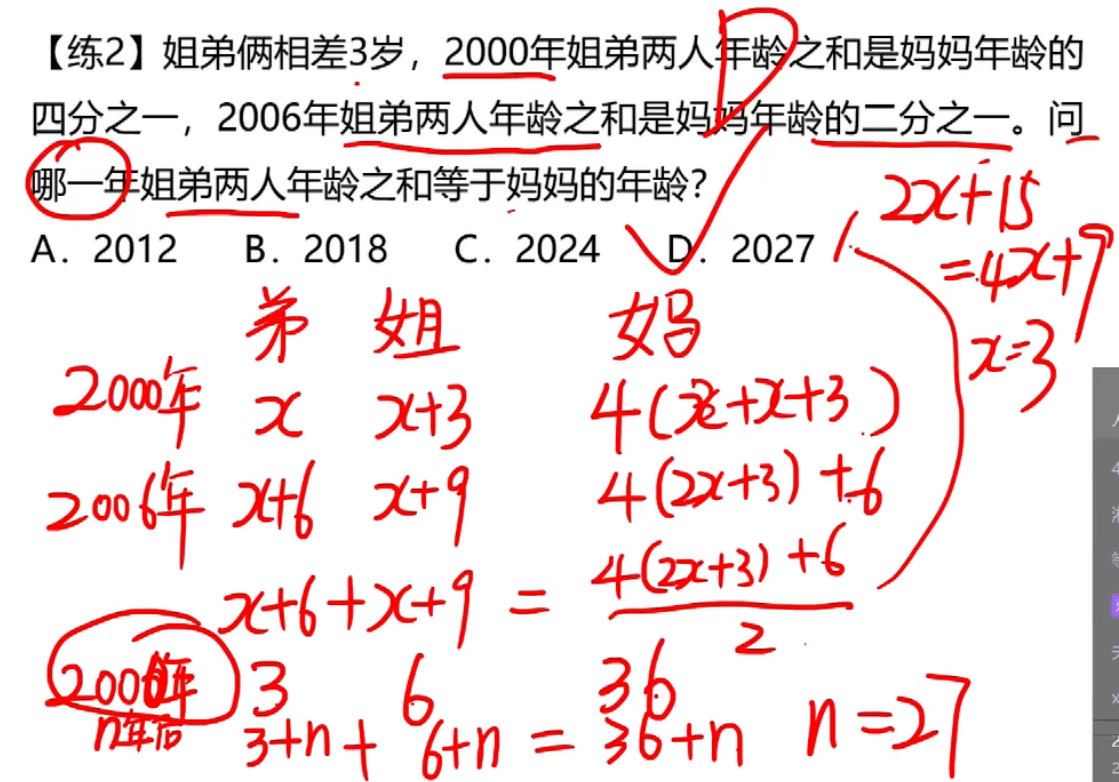 【练2】姐弟俩相差3岁，2000年姐弟两人年龄之和是妈妈年龄的
四分之一，2006年姐弟两人年龄之和是妈妈年龄的二分之一。问
哪一年姐弟两人年龄之和等于妈妈的年龄？
A. 2012 B. 2018 C. 2024 D. 2027
D
2x+15
=4x+9
x=3
弟 姐 妈
2000年 x x+3 4(x+x+3)
2006年 x+6 x+9 4(2x+3)+6
x+6+x+9 = 4(2x+3)+6
2
2000年 3 6 36
n年后 3+n + 6+n = 36+n n=27